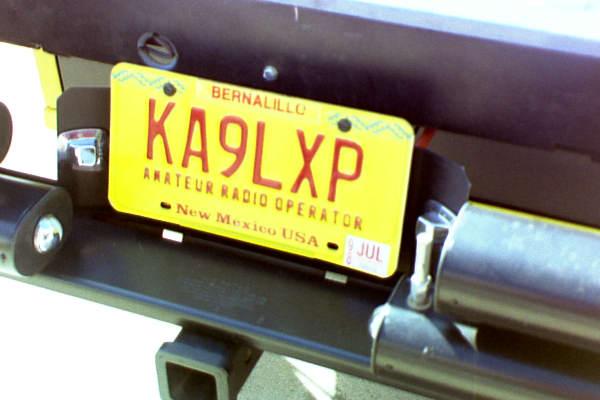 BERNALILLO
KA9LXP
AMATEUR RADIO OPERATOR
New Mexico USA
JUL